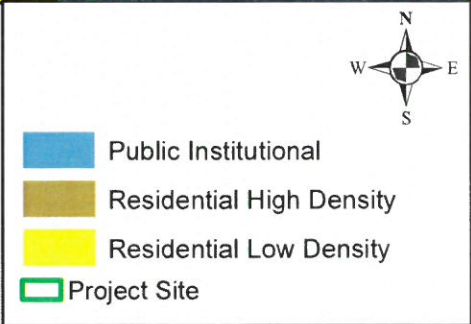 N
W E
S
Public Institutional
Residential High Density
Residential Low Density
Project Site